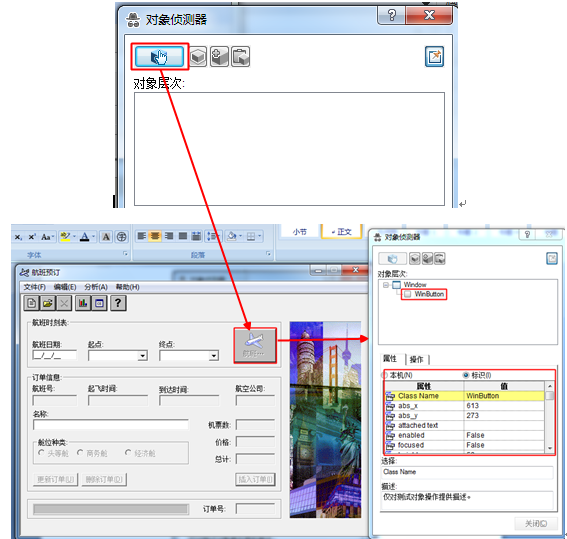 对象侦测器
对象层次:
小节
正文
字体
段落
航班预订
文件(F) 编辑(E) 分析(A) 帮助(H)
航班时刻表:
航班日期: 起点: 终点:
__/__/__
航班...
订单信息:
航班号: 起飞时间: 到达时间: 航空公司:
名称:
机票数:
舱位种类:
头等舱 商务舱 经济舱
价格:
总计:
更新订单(U) 删除订单(D) 插入订单(I)
订单号:
对象侦测器
对象层次:
Window
WinButton
属性 操作
本机(N) 标识(I)
属性 值
Class Name WinButton
abs_x 613
abs_y 273
attached text
enabled False
focused False
选择:
Class Name
描述:
仅对测试对象操作提供描述。
关闭(C)